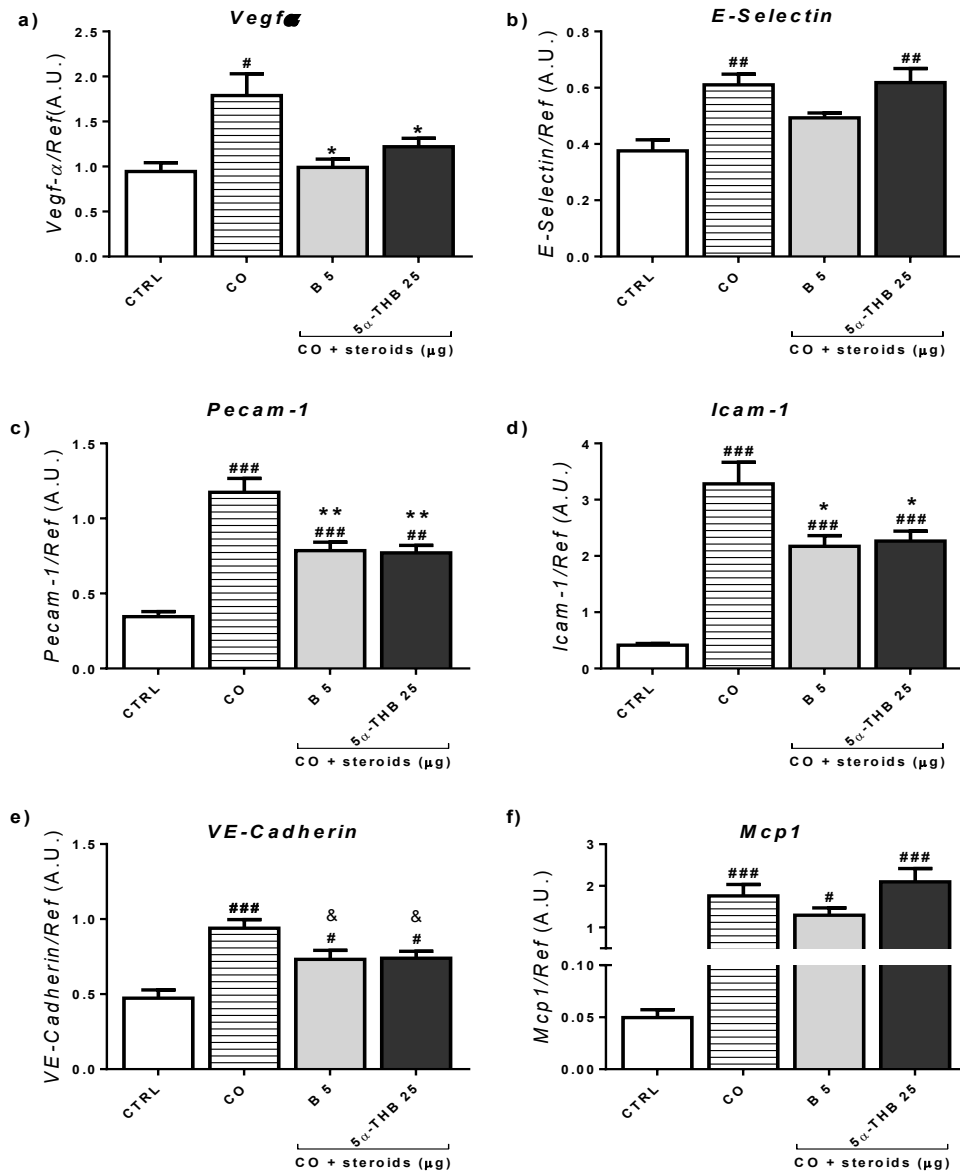 a)
Vegfα
Vegf-α/Ref(A.U.)
2.5
2.0
1.5
1.0
0.5
0.0
#
*
*
CTRL
CO
B 5
5α-THB 25
CO + steroids (μg)
b)
E-Selectin
E-Selectin/Ref (A.U.)
0.8
0.6
0.4
0.2
0.0
##
##
CTRL
CO
B 5
5α-THB 25
CO + steroids (μg)
c)
Pecam-1
Pecam-1/Ref (A.U.)
1.5
1.0
0.5
0.0
###
**
###
**
##
CTRL
CO
B 5
5α-THB 25
CO + steroids (μg)
d)
Icam-1
Icam-1/Ref (A.U.)
4
3
2
1
0
###
*
###
*
###
CTRL
CO
B 5
5α-THB 25
CO + steroids (μg)
e)
VE-Cadherin
VE-Cadherin/Ref (A.U.)
1.5
1.0
0.5
0.0
###
&
#
&
#
CTRL
CO
B 5
5α-THB 25
CO + steroids (μg)
f)
Mcp1
Mcp1/Ref (A.U.)
3
2
1
0.10
0.05
0.00
###
#
###
CTRL
CO
B 5
5α-THB 25
CO + steroids (μg)